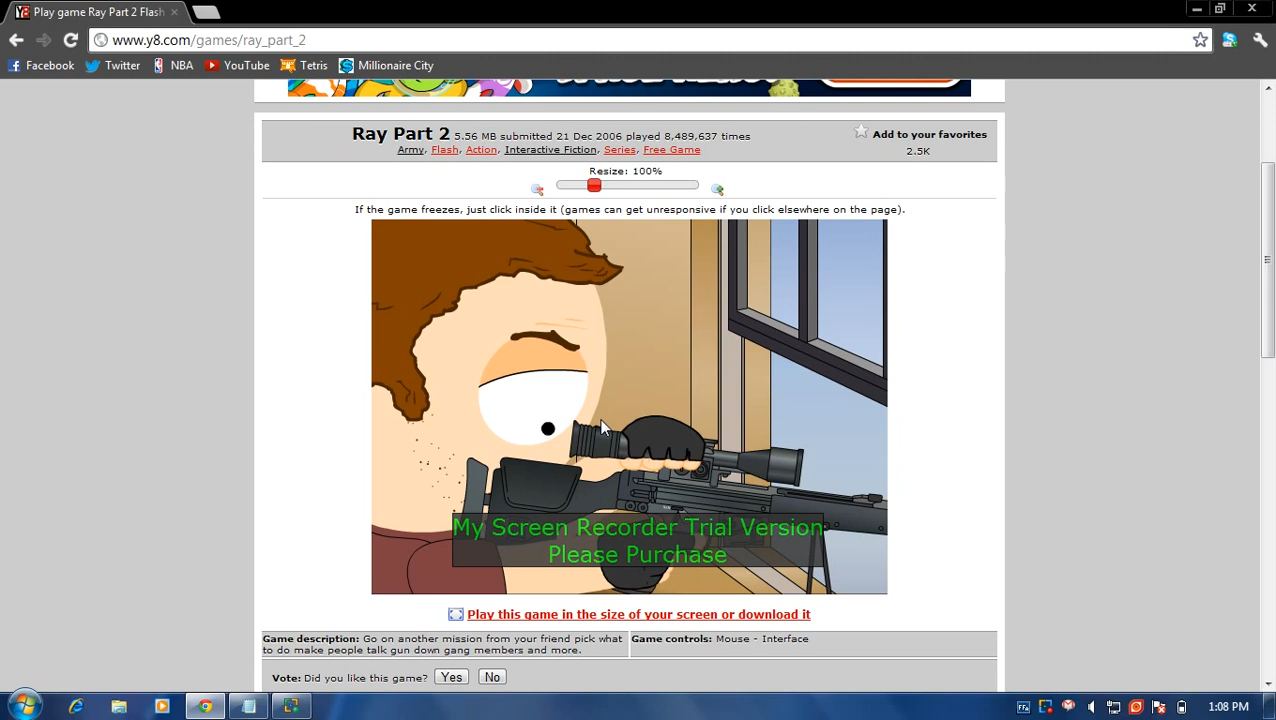 Play game Ray Part 2 Flash
www.y8.com/games/ray_part_2
Facebook Twitter NBA YouTube Tetris Millionaire City
Ray Part 2 5.56 MB submitted 21 Dec 2006 played 8,489,637 times
Army, Flash, Action, Interactive Fiction, Series, Free Game
Add to your favorites
2.5K
Resize: 100%
If the game freezes, just click inside it (games can get unresponsive if you click elsewhere on the page).
My Screen Recorder Trial Version
Please Purchase
Play this game in the size of your screen or download it
Game description: Go on another mission from your friend pick what
to do make people talk gun down gang members and more.
Game controls: Mouse - Interface
Vote: Did you like this game? Yes No
1:08 PM